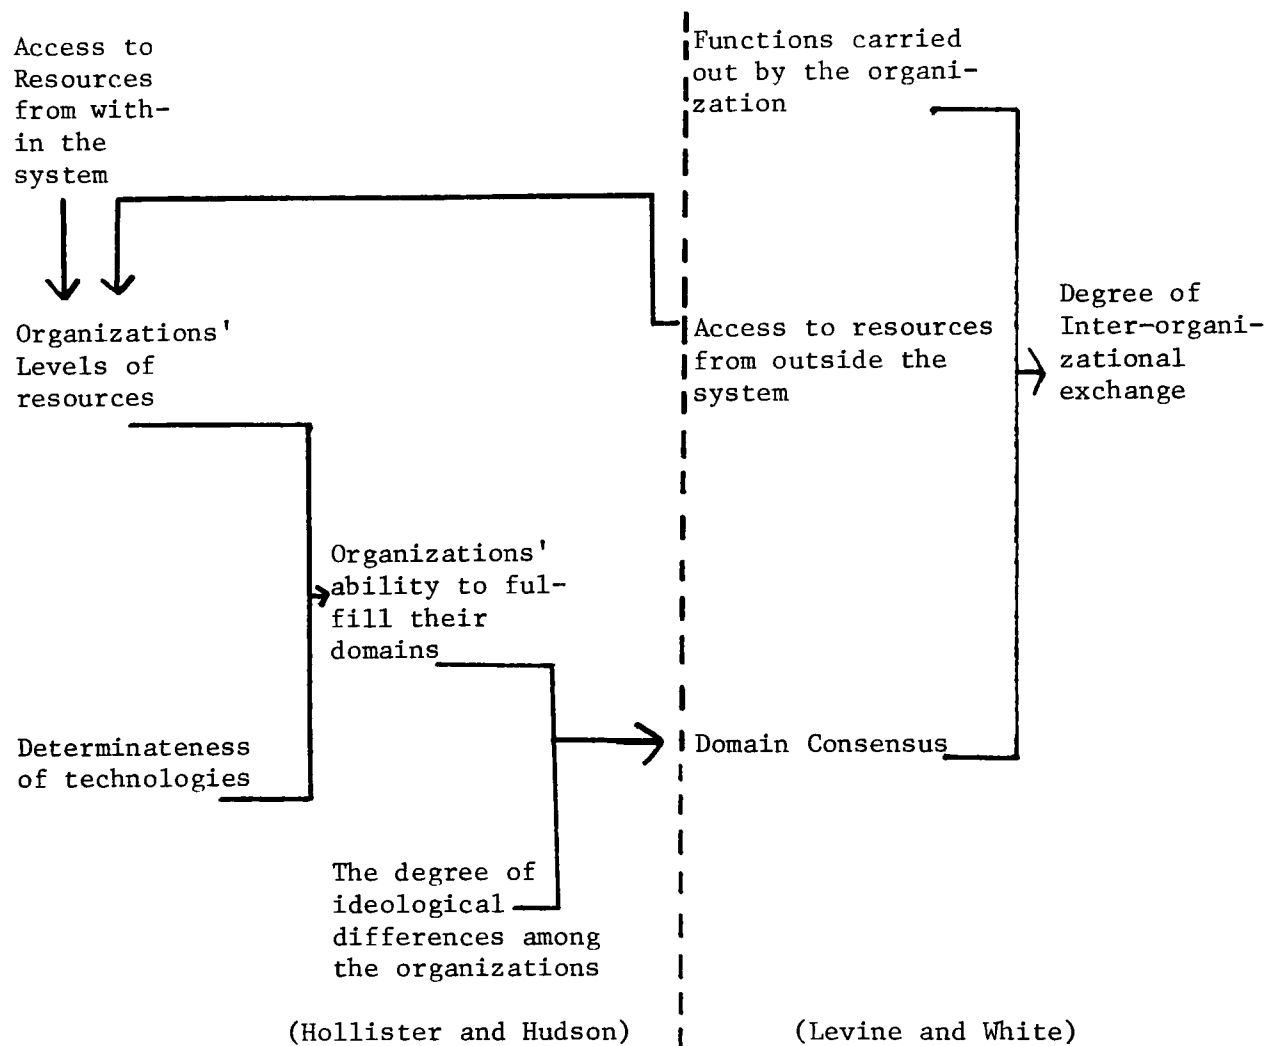 Access to
Resources
from with-
in the
system
Functions carried
out by the organi-
zation
Organizations'
Levels of
resources
Access to resources
from outside the
system
Degree of
Inter-organi-
zational
exchange
Organizations'
ability to ful-
fill their
domains
Determinateness
of technologies
Domain Consensus
The degree of
ideological
differences among
the organizations
(Hollister and Hudson)
(Levine and White)